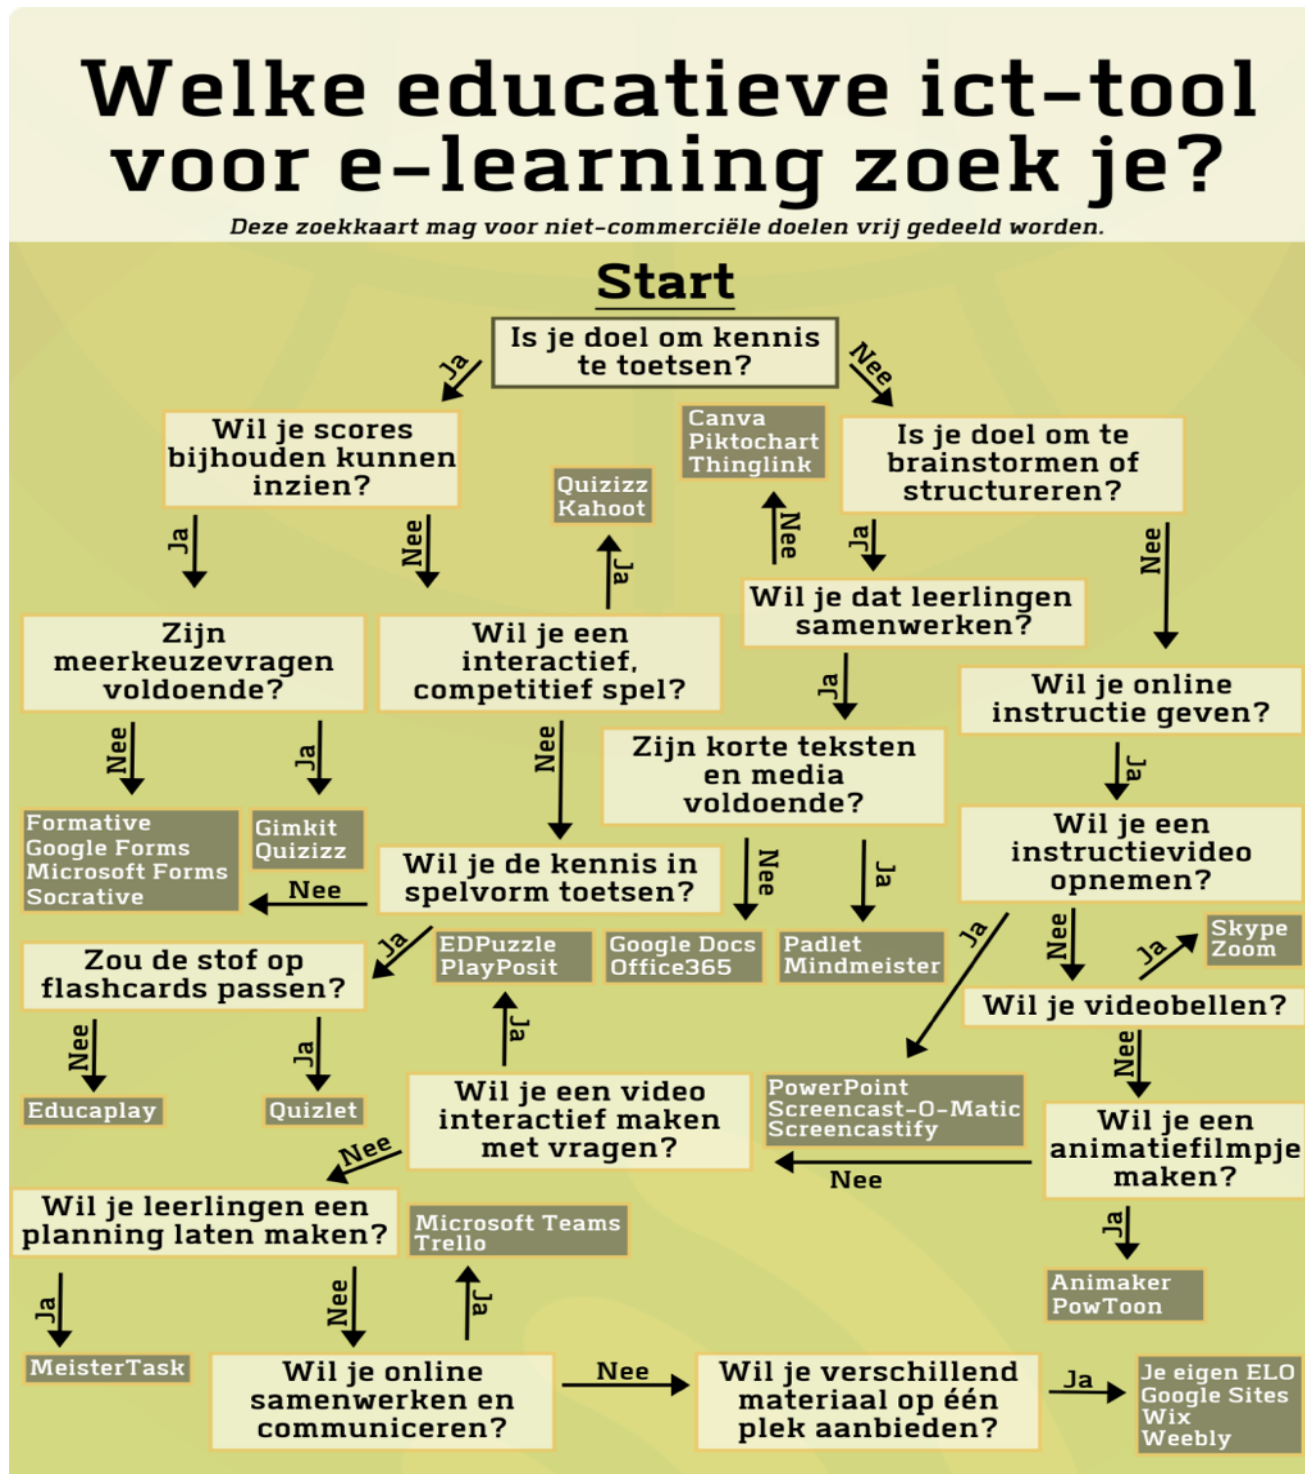 Welke educatieve ict-tool
voor e-learning zoek je?
Deze zoekkaart mag voor niet-commerciële doelen vrij gedeeld worden.
Start
Is je doel om kennis
te toetsen?
Ja
Nee
Wil je scores
bijhouden kunnen
inzien?
Canva
Piktochart
Thinglink
Is je doel om te
brainstormen of
structureren?
Quizizz
Kahoot
Ja
Nee
Ja
Nee
Ja
Nee
Wil je dat leerlingen
samenwerken?
Zijn
meerkeuzevragen
voldoende?
Wil je een
interactief,
competitief spel?
Ja
Wil je online
instructie geven?
Nee
Ja
Nee
Zijn korte teksten
en media
voldoende?
Ja
Formative
Google Forms
Microsoft Forms
Socrative
Gimkit
Quizizz
Wil je een
instructievideo
opnemen?
Wil je de kennis in
spelvorm toetsen?
Nee
Nee
Ja
Ja
EDPuzzle
PlayPosit
Google Docs
Office365
Padlet
Mindmeister
Ja
Nee
Ja
Skype
Zoom
Zou de stof op
flashcards passen?
Wil je videobellen?
Nee
Ja
Ja
Nee
Educaplay
Quizlet
Wil je een video
interactief maken
met vragen?
PowerPoint
Screencast-O-Matic
Screencastify
Wil je een
animatiefilmpje
maken?
Nee
Nee
Wil je leerlingen een
planning laten maken?
Microsoft Teams
Trello
Ja
Animaker
PowToon
Ja
Nee
Ja
MeisterTask
Wil je online
samenwerken en
communiceren?
Nee
Wil je verschillend
materiaal op één
plek aanbieden?
Ja
Je eigen ELO
Google Sites
Wix
Weebly